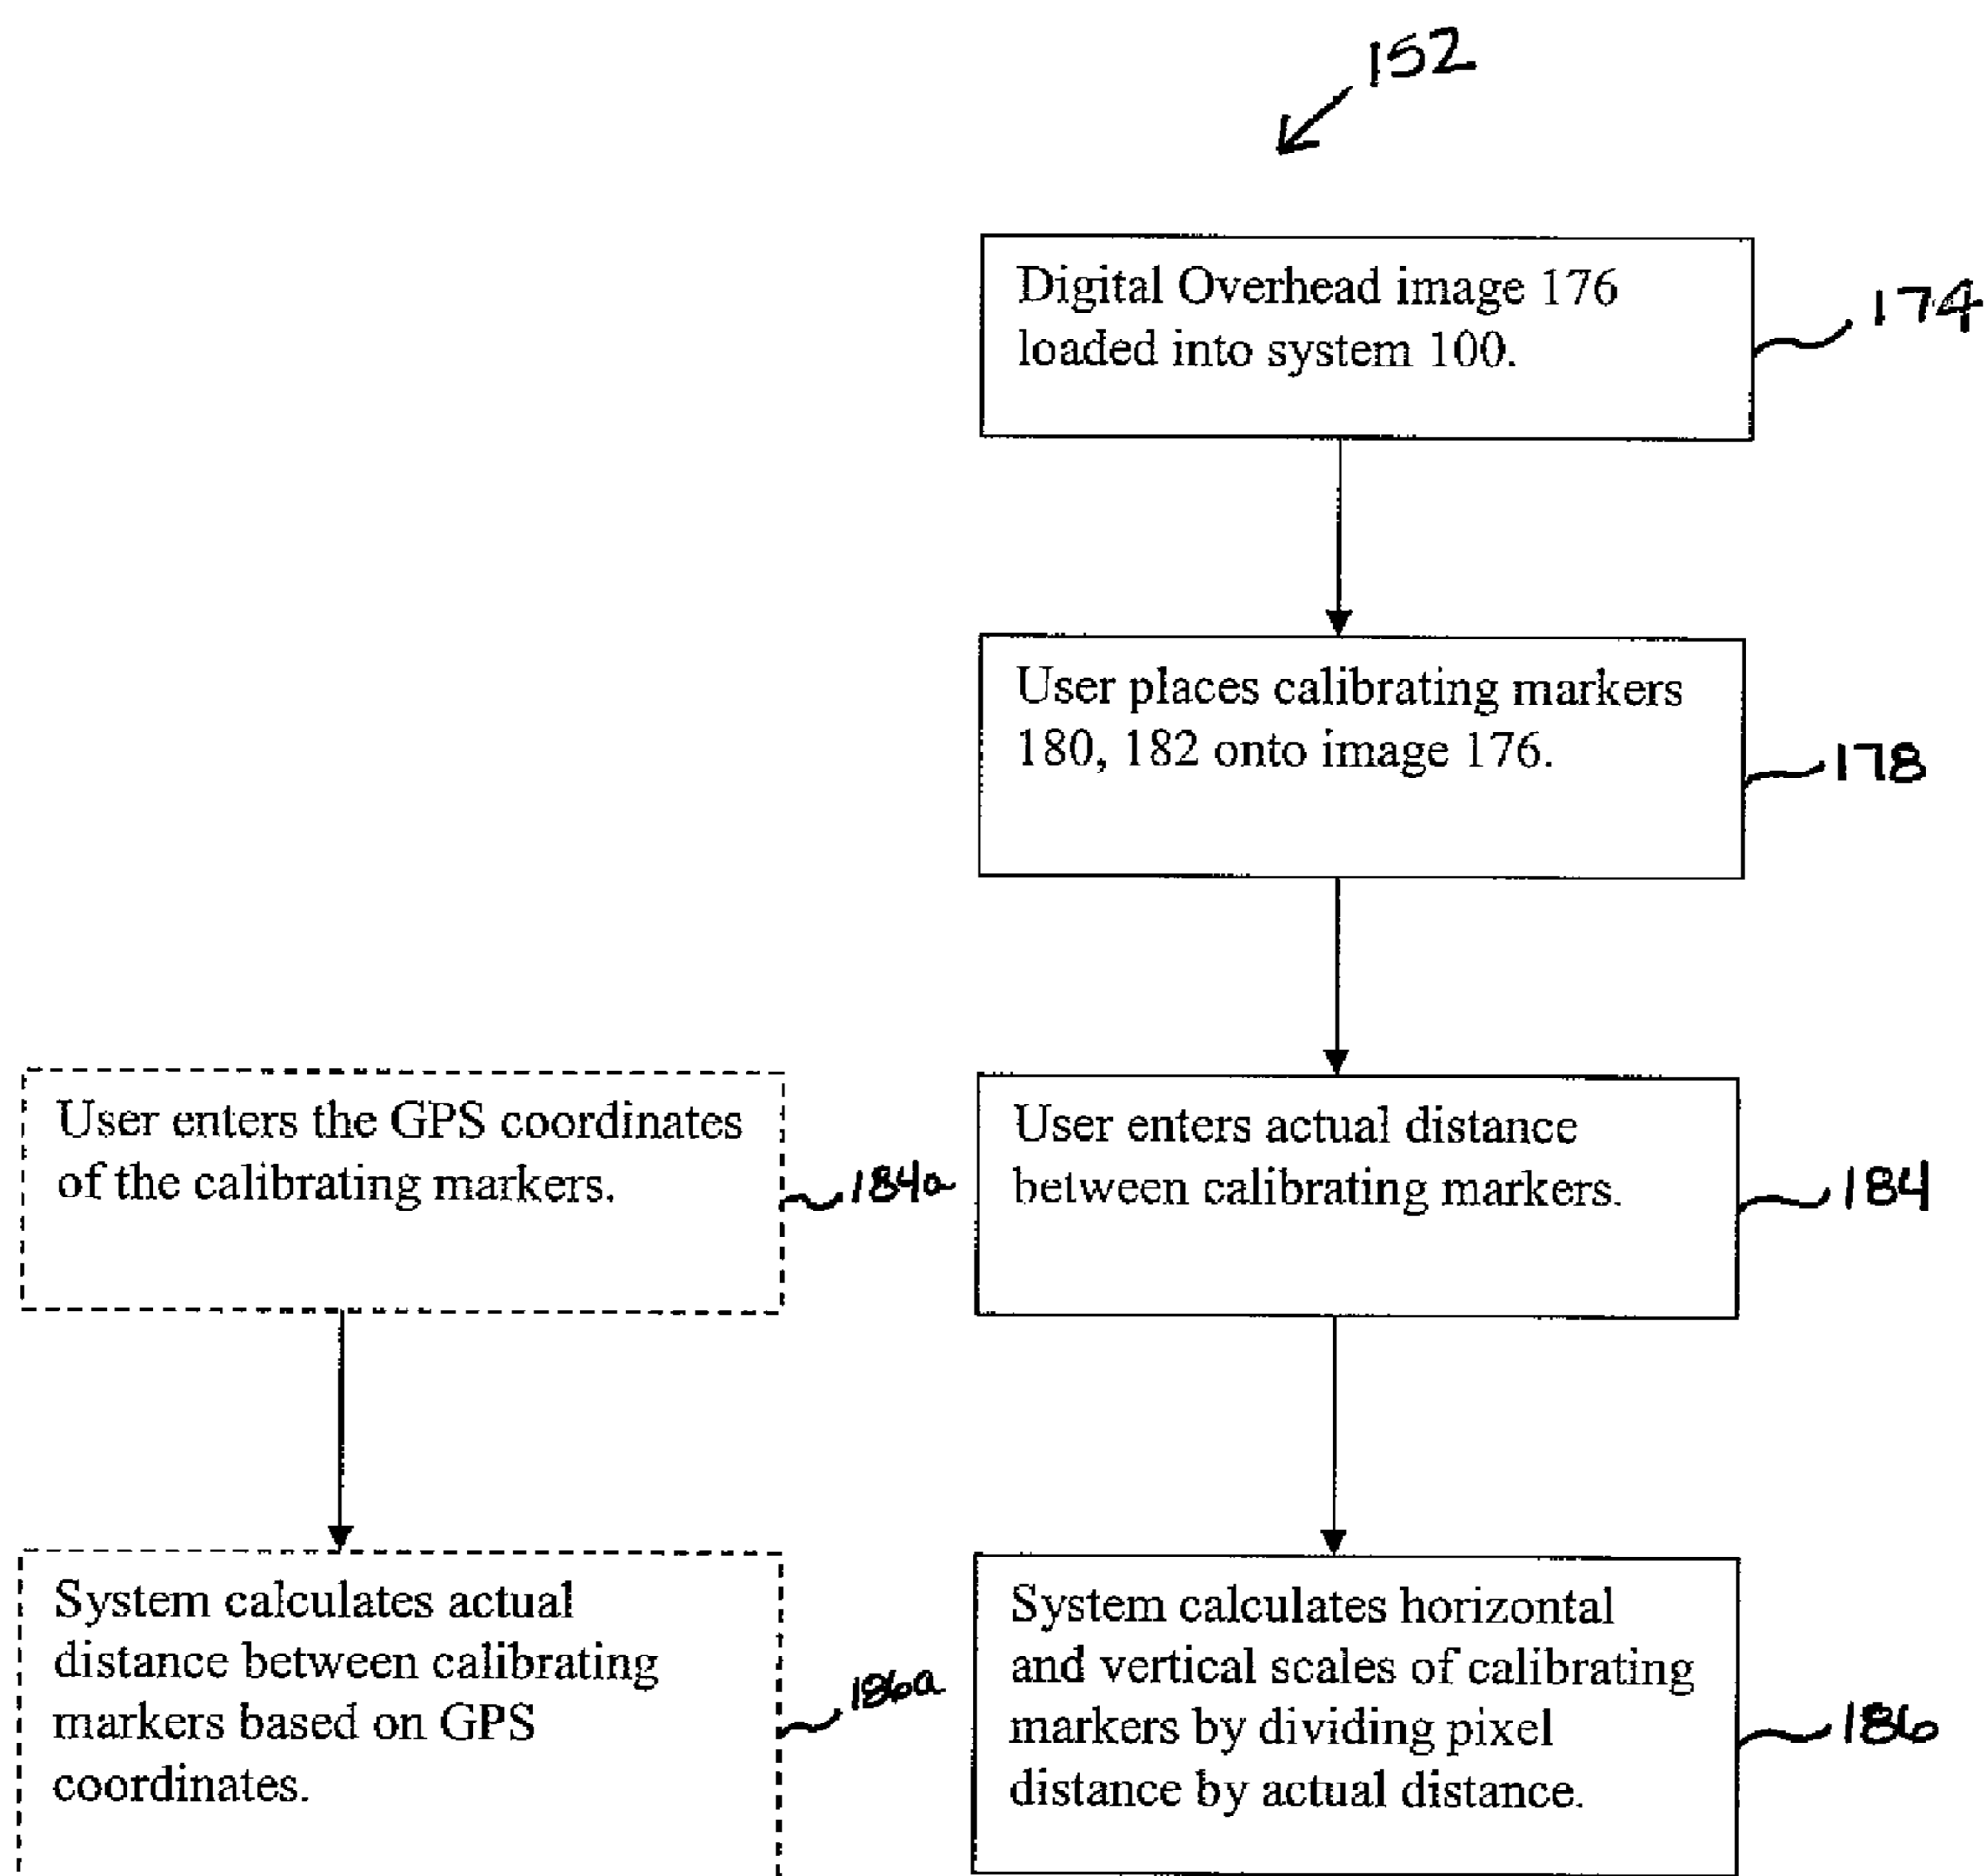 152
Digital Overhead image 176
loaded into system 100.
174
User places calibrating markers
180, 182 onto image 176.
178
User enters the GPS coordinates
of the calibrating markers.
184a
User enters actual distance
between calibrating markers.
184
System calculates actual
distance between calibrating
markers based on GPS
coordinates.
186a
System calculates horizontal
and vertical scales of calibrating
markers by dividing pixel
distance by actual distance.
186